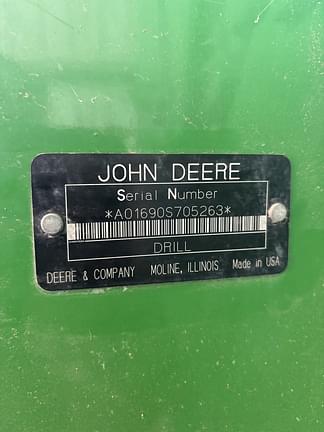 JOHN DEERE
Serial Number
*A01690S705263*
DRILL
DEERE & COMPANY MOLINE, ILLINOIS Made in USA